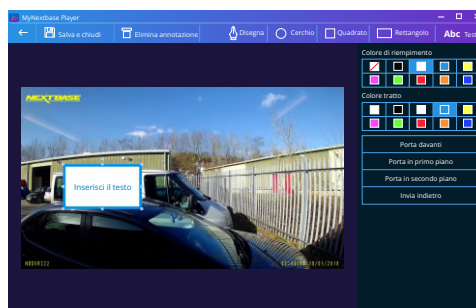 MyNextbase Player
Salva e chiudi
Elimina annotazione
Disegna
Cerchio
Quadrato
Rettangolo
Abc
Colore di riempimento
NEXTBASE
Inserisci il testo
Colore tratto
Porta davanti
Porta in primo piano
Porta in secondo piano
Invia indietro